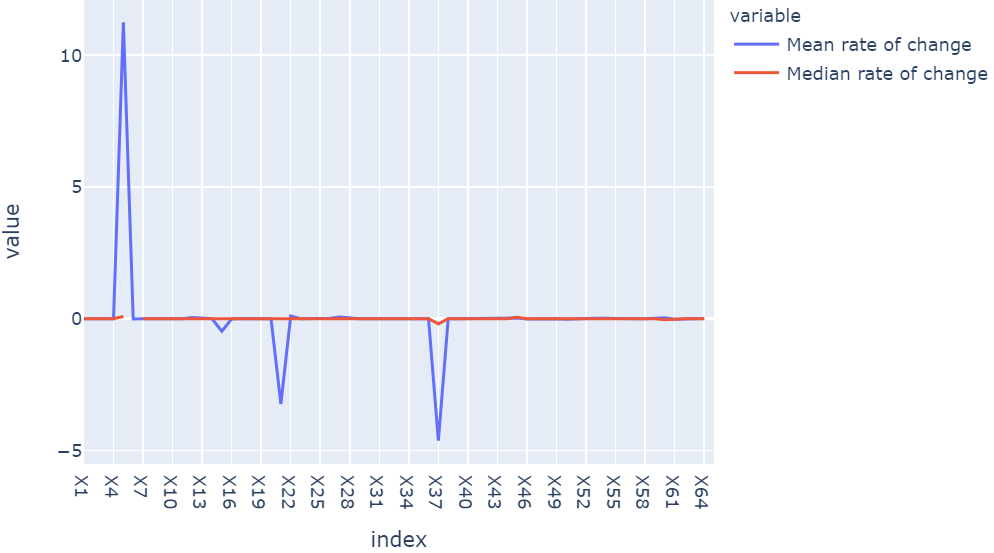 variable
Mean rate of change
Median rate of change
10
5
0
−5
value
X1
X4
X7
X10
X13
X16
X19
X22
X25
X28
X31
X34
X37
X40
X43
X46
X49
X52
X55
X58
X61
X64
index